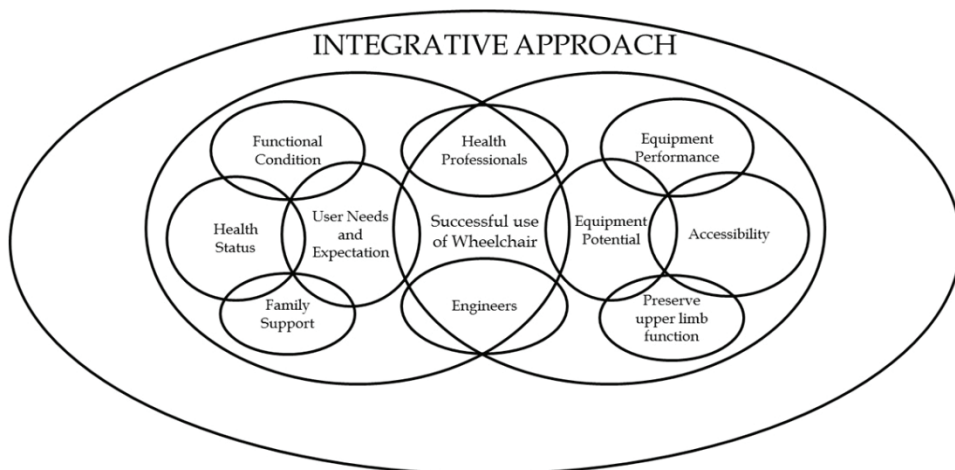 INTEGRATIVE APPROACH
Functional
Condition
Health
Status
User Needs
and
Expectation
Family
Support
Health
Professionals
Successful use
of Wheelchair
Engineers
Equipment
Performance
Equipment
Potential
Accessibility
Preserve
upper limb
function